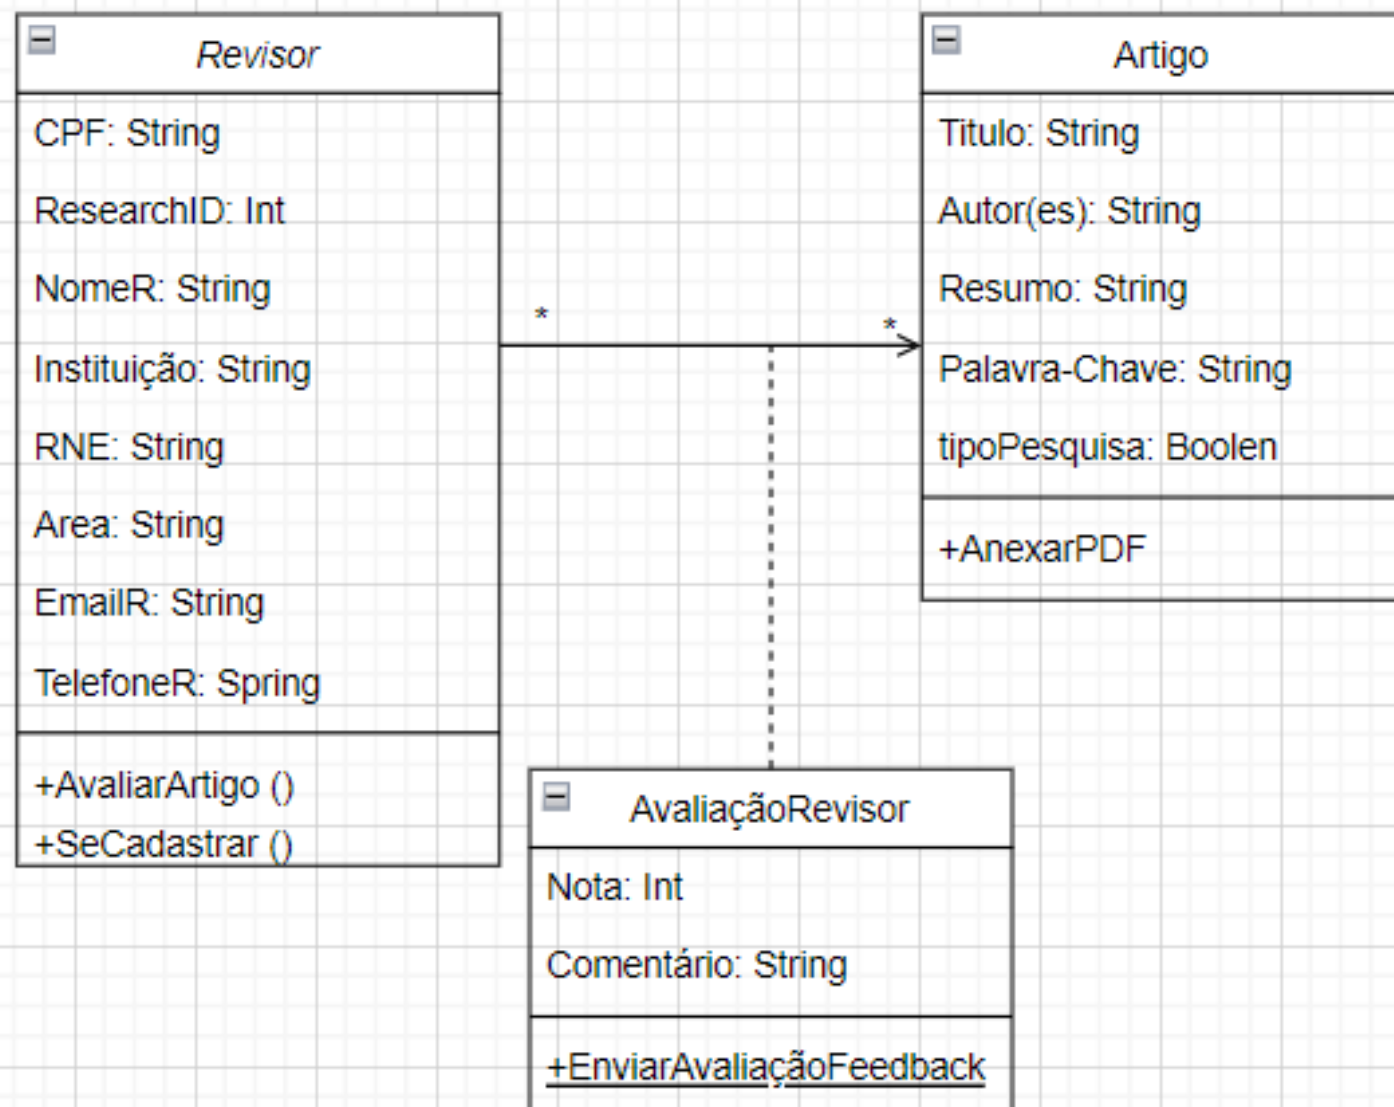 Revisor
CPF: String
ResearchID: Int
NomeR: String
Instituição: String
RNE: String
Area: String
EmailR: String
TelefoneR: Spring
+AvaliarArtigo ()
+SeCadastrar ()
*
*
Artigo
Titulo: String
Autor(es): String
Resumo: String
Palavra-Chave: String
tipoPesquisa: Boolen
+AnexarPDF
AvaliaçãoRevisor
Nota: Int
Comentário: String
+EnviarAvaliaçãoFeedback